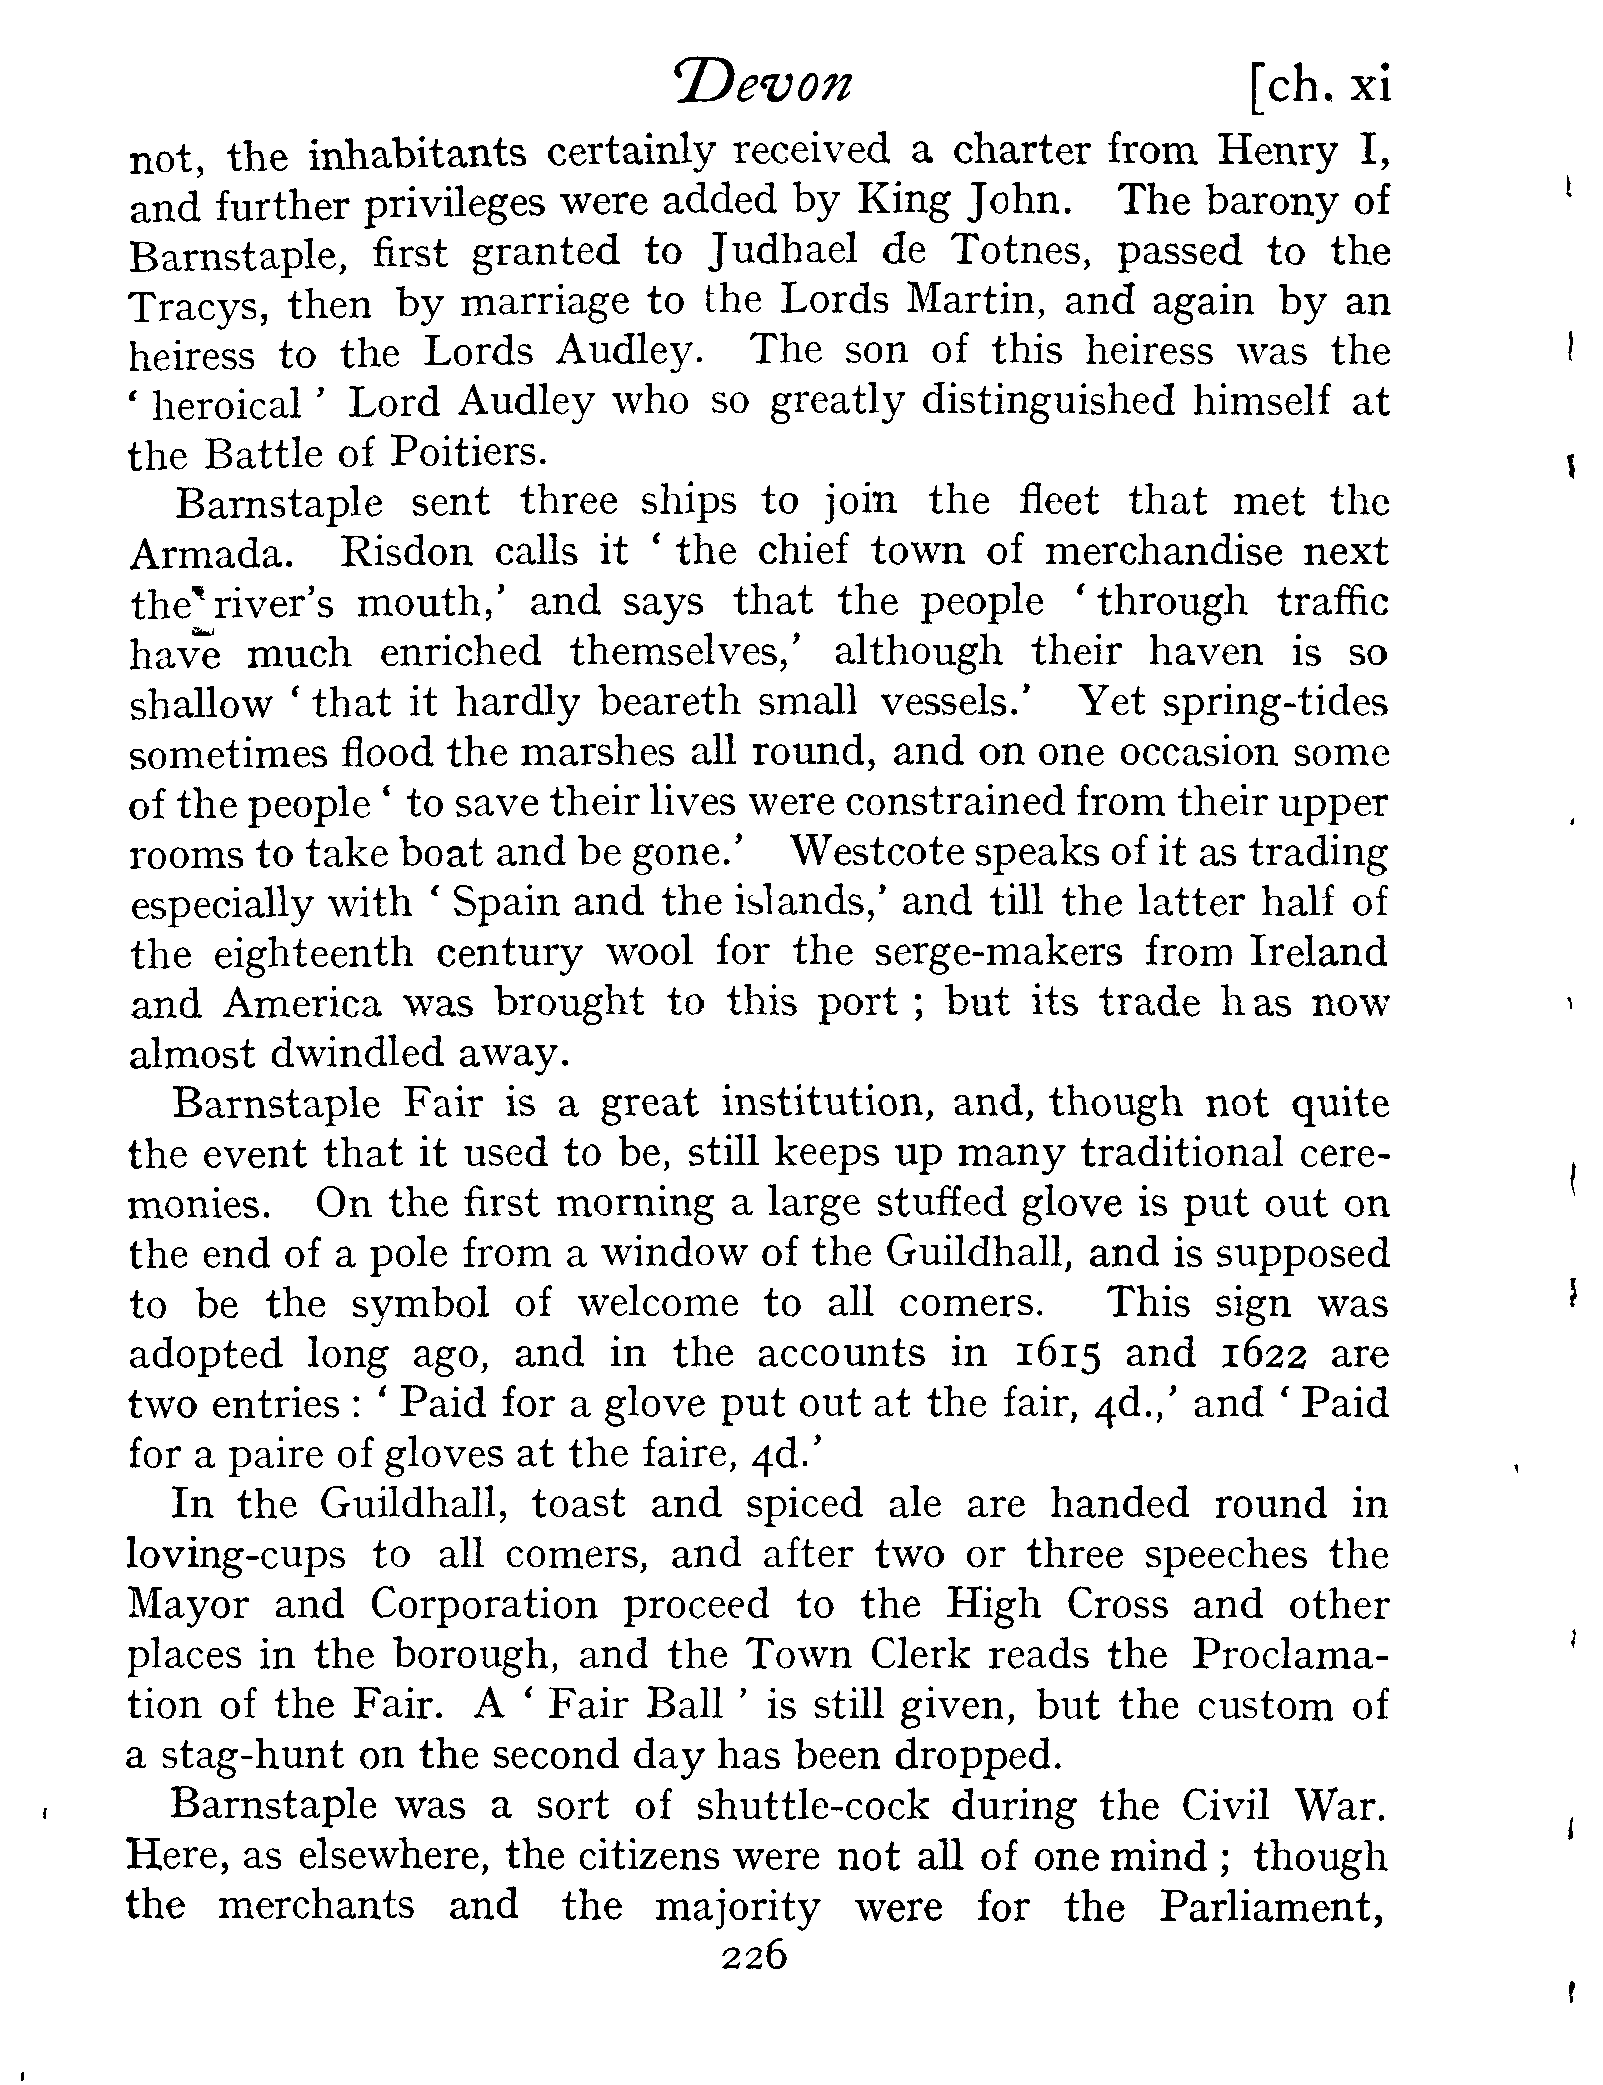 Devon [ch. xi
not, the inhabitants certainly received a charter from Henry I,
and further privileges were added by King John. The barony of
Barnstaple, first granted to Judhael de Totnes, passed to the
Tracys, then by marriage to the Lords Martin, and again by an
heiress to the Lords Audley. The son of this heiress was the
‘ heroical ’ Lord Audley who so greatly distinguished himself at
the Battle of Poitiers.
Barnstaple sent three ships to join the fleet that met the
Armada. Risdon calls it ‘ the chief town of merchandise next
the river's mouth,’ and says that the people ‘ through traffic
have much enriched themselves,’ although their haven is so
shallow ‘ that it hardly beareth small vessels.’ Yet spring-tides
sometimes flood the marshes all round, and on one occasion some
of the people ‘ to save their lives were constrained from their upper
rooms to take boat and be gone.’ Westcote speaks of it as trading
especially with ‘ Spain and the islands,’ and till the latter half of
the eighteenth century wool for the serge-makers from Ireland
and America was brought to this port ; but its trade has now
almost dwindled away.
Barnstaple Fair is a great institution, and, though not quite
the event that it used to be, still keeps up many traditional cere-
monies. On the first morning a large stuffed glove is put out on
the end of a pole from a window of the Guildhall, and is supposed
to be the symbol of welcome to all comers. This sign was
adopted long ago, and in the accounts in 1615 and 1622 are
two entries : ‘ Paid for a glove put out at the fair, 4d.,’ and ‘ Paid
for a paire of gloves at the faire, 4d.’
In the Guildhall, toast and spiced ale are handed round in
loving-cups to all comers, and after two or three speeches the
Mayor and Corporation proceed to the High Cross and other
places in the borough, and the Town Clerk reads the Proclama-
tion of the Fair. A ‘ Fair Ball ’ is still given, but the custom of
a stag-hunt on the second day has been dropped.
Barnstaple was a sort of shuttle-cock during the Civil War.
Here, as elsewhere, the citizens were not all of one mind ; though
the merchants and the majority were for the Parliament,
226